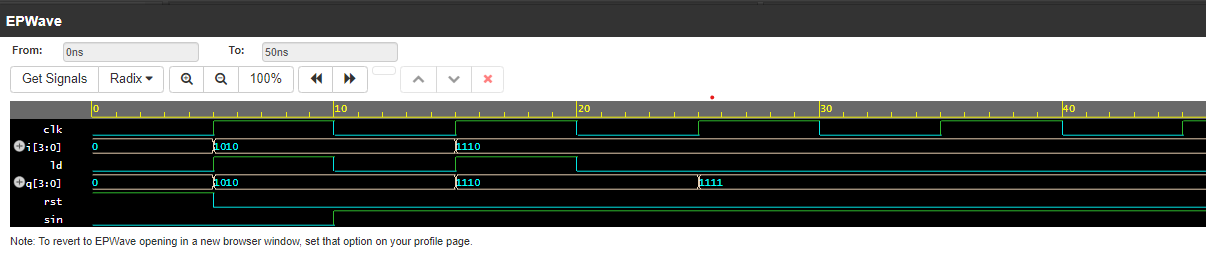 EPWave
From: 0ns To: 50ns
Get Signals Radix 100%
0 10 20 30 40
clk
i[3:0] 0 1010 1110
ld
q[3:0] 0 1010 1110 1111
rst
sin
Note: To revert to EPWave opening in a new browser window, set that option on your profile page.